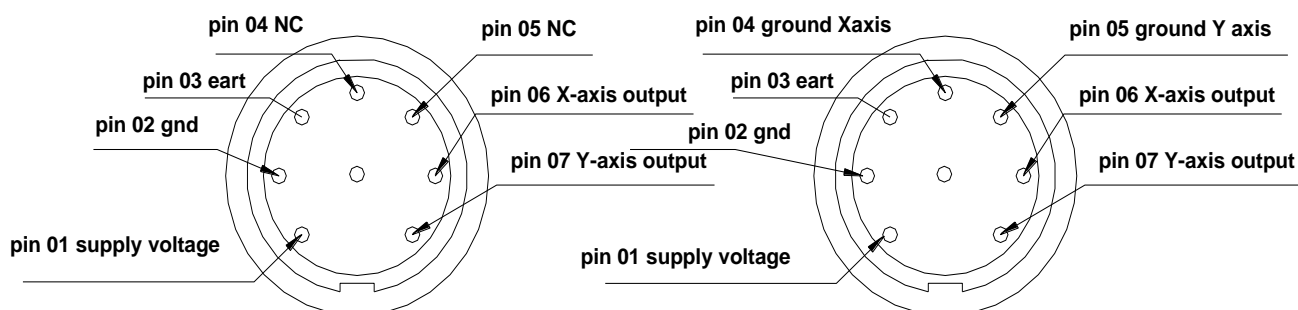 pin 04 NC
pin 05 NC
pin 03 eart
pin 06 X-axis output
pin 02 gnd
pin 07 Y-axis output
pin 01 supply voltage
pin 04 ground Xaxis
pin 05 ground Y axis
pin 03 eart
pin 06 X-axis output
pin 02 gnd
pin 07 Y-axis output
pin 01 supply voltage